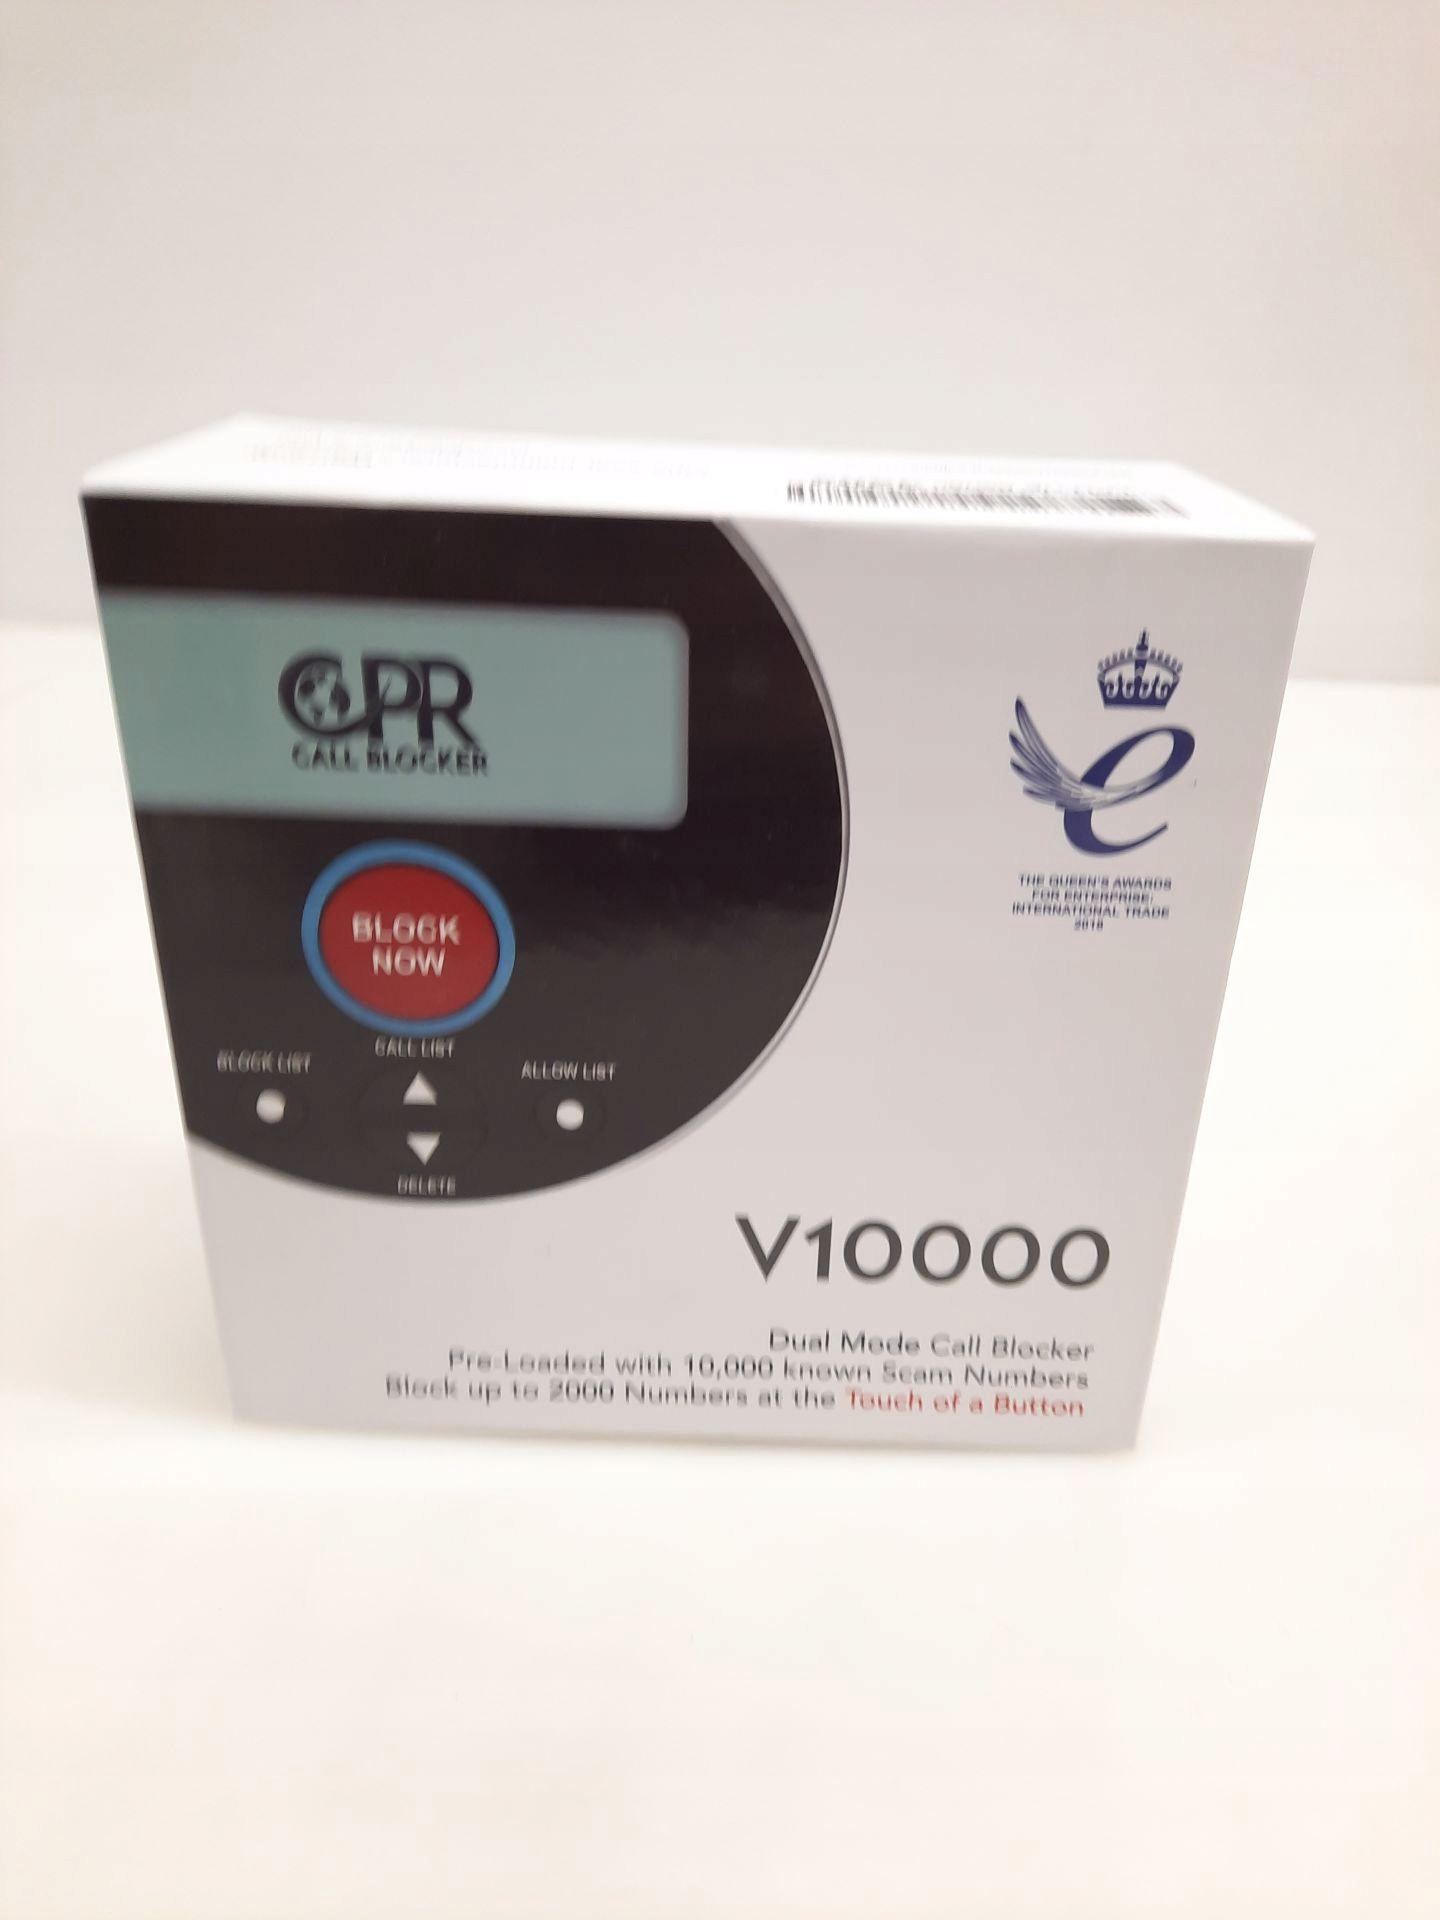 CPR
CALL BLOCKER
BLOCK
NOW
CALL LIST
BLOCK LIST
ALLOW LIST
DELETE
THE QUEEN'S AWARDS
FOR ENTERPRISE:
INTERNATIONAL TRADE
V10000
Dual Mode Call Blocker
Pre-Loaded with 10,000 known Scam Numbers
Block up to 2000 Numbers at the Touch of a Button